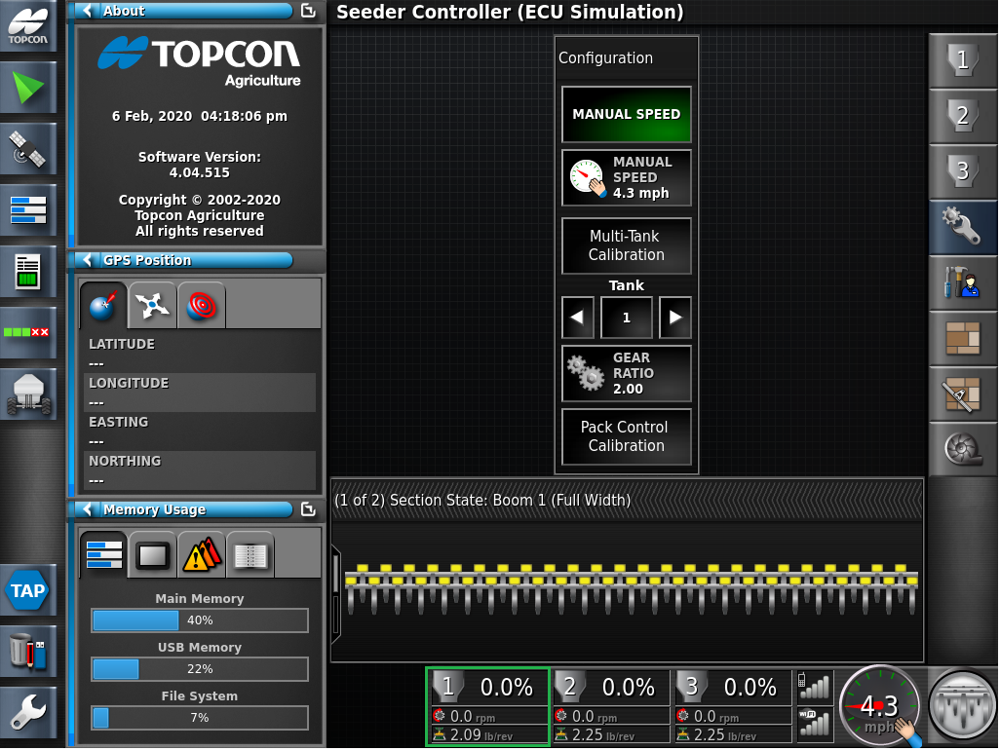 About
Seeder Controller (ECU Simulation)
TOPCON
TOPCON
Agriculture
6 Feb, 2020 04:18:06 pm
Software Version:
4.04.515
Copyright © 2002-2020
Topcon Agriculture
All rights reserved
GPS Position
LATITUDE
---
LONGITUDE
---
EASTING
---
NORTHING
---
Memory Usage
Main Memory
40%
USB Memory
22%
File System
7%
TAP
Configuration
MANUAL SPEED
MANUAL
SPEED
4.3 mph
Multi-Tank
Calibration
Tank
1
GEAR
RATIO
2.00
Pack Control
Calibration
1
2
3
(1 of 2) Section State: Boom 1 (Full Width)
1 0.0%
0.0 rpm
2.09 lb/rev
2 0.0%
0.0 rpm
2.25 lb/rev
3 0.0%
0.0 rpm
2.25 lb/rev
4.3
mph